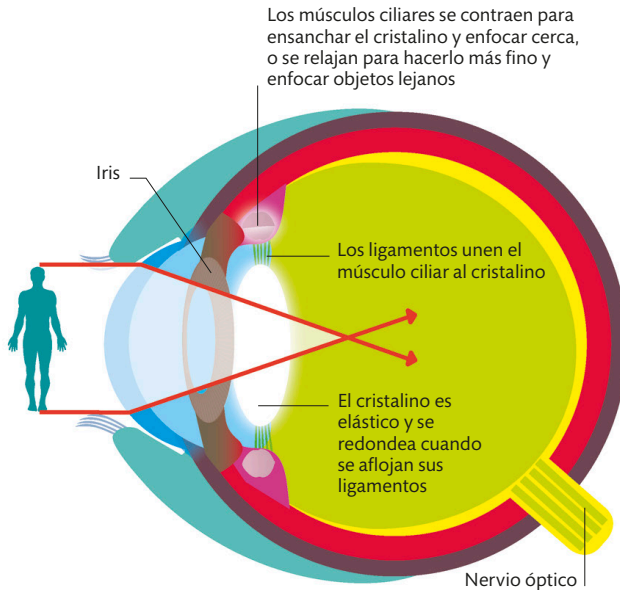 Los músculos ciliares se contraen para
ensanchar el cristalino y enfocar cerca,
o se relajan para hacerlo más fino y
enfocar objetos lejanos
Iris
Los ligamentos unen el
músculo ciliar al cristalino
El cristalino es
elástico y se
redondea cuando
se aflojan sus
ligamentos
Nervio óptico